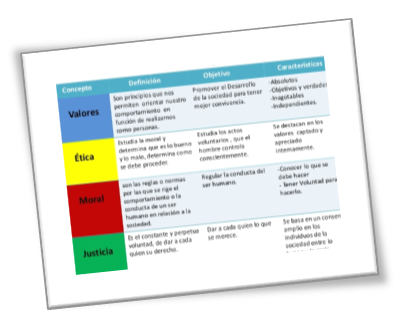 Concepto Definición Objetivo Características
Valores
Son principios que nos
permiten orientar nuestro
comportamiento en
función de realizarnos
como personas.
Promover el Desarrollo
de la sociedad para tener
mejor convivencia.
-Absolutos
-Objetivos y verdader
-Inagotables
-Independientes.
Ética
Estudia la moral y
determina que es lo bueno
y lo malo, determina como
se debe proceder.
Estudia los actos
voluntarios , que el
hombre controla
conscientemente.
Se destacan en los
valores captado y
apreciado
internamente.
Moral
son las reglas o normas
por las que se rige el
comportamiento o la
conducta de un ser
humano en relación a la
sociedad.
Regular la conducta del
ser humano.
-Conocer lo que se
debe hacer
- Tener Voluntad para
hacerlo.
Justicia
Es el constante y perpetua
voluntad, de dar a cada
quien su derecho.
Dar a cada quien lo que
se merece.
Se basa en un consen
amplio en los
individuos de la
sociedad entre lo